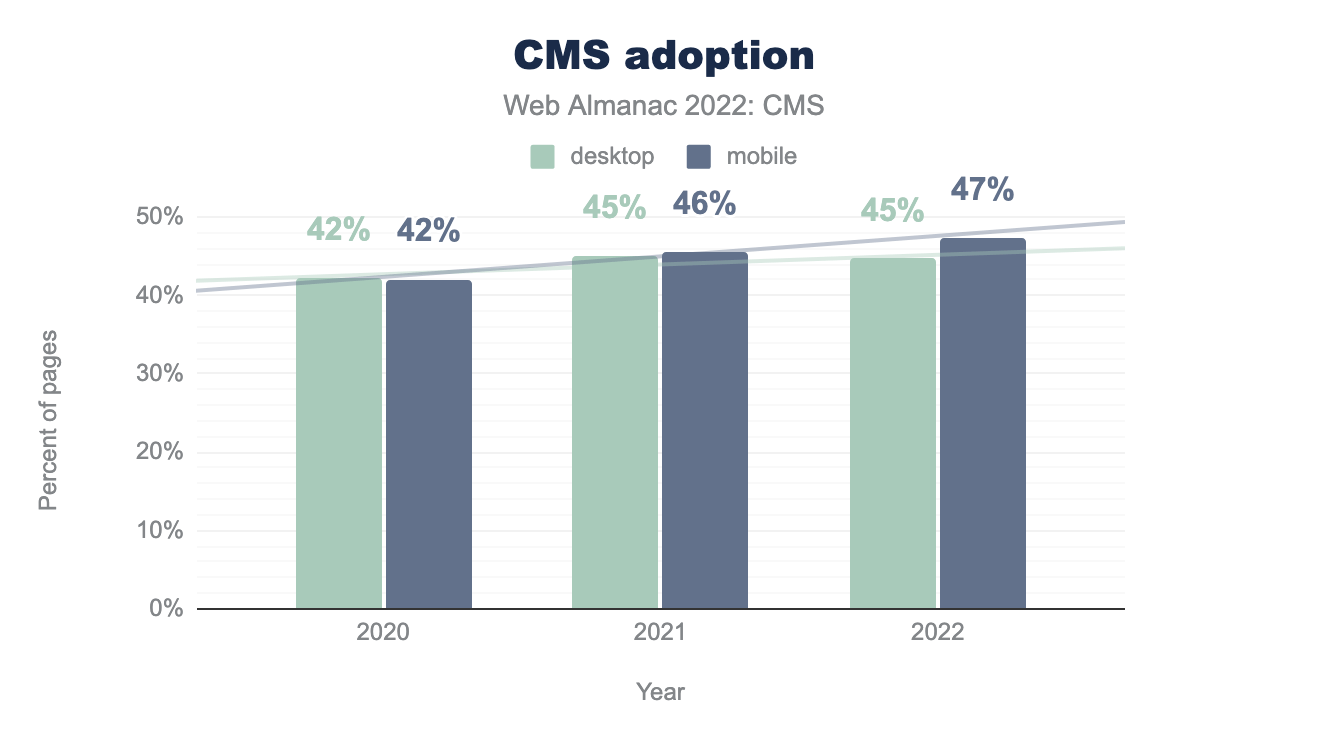 CMS adoption
Web Almanac 2022: CMS
desktop mobile
42% 42% 45% 46% 45% 47%
50%
40%
30%
20%
10%
0%
Percent of pages
2020 2021 2022
Year